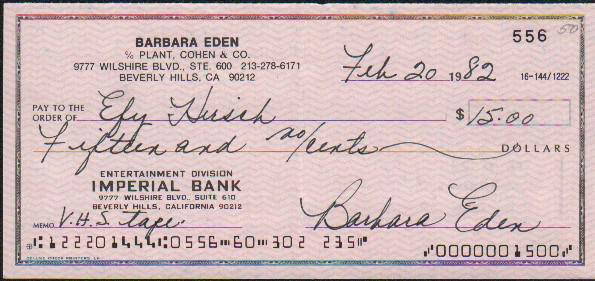 BARBARA EDEN
556
50
% PLANT, COHEN & CO.
9777 WILSHIRE BLVD., STE. 600 213-278-6171
BEVERLY HILLS, CA 90212
Feb 20 1982
16-144/1222
PAY TO THE
ORDER OF Efy Hirsch $15.00
Fifteen and no/cents DOLLARS
ENTERTAINMENT DIVISION
IMPERIAL BANK
9777 WILSHIRE BLVD., SUITE 610
BEVERLY HILLS, CALIFORNIA 90212
MEMO V.H.S. tape Barbara Eden
⑆122201444⑆0556⑈60⑈302 235⑈ ⑈0000001500⑈